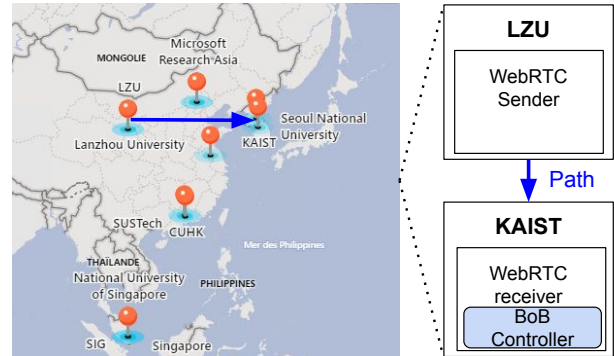 Microsoft
Research Asia
MONGOLIE
LZU
Lanzhou University
Seoul National
University
KAIST
SUSTech
CUHK
Mer des Philippines
THAÏLANDE
National University
of Singapore
PHILIPPINES
SIG
Singapore
LZU
WebRTC
Sender
Path
KAIST
WebRTC
receiver
BoB
Controller